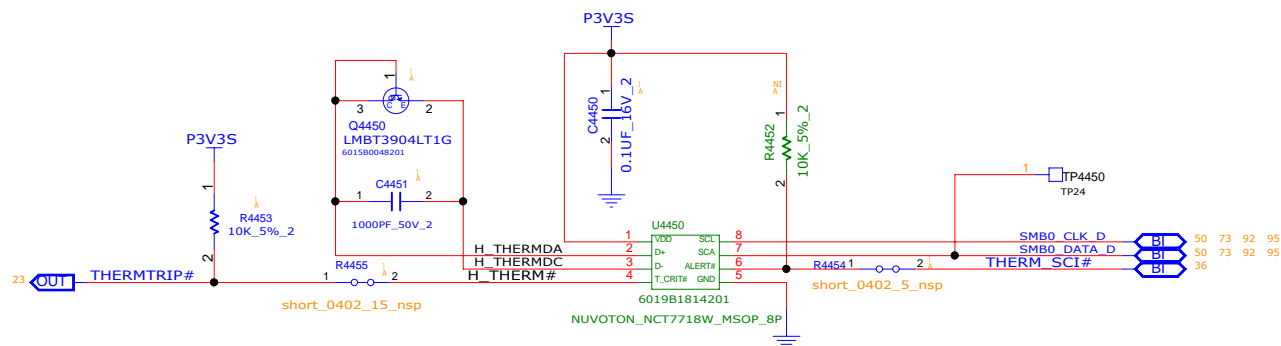 P3V3S
1
3
2
Q4450
LMBT3904LT1G
6015B0048201
P3V3S
1
R4453
10K_5%_2
2
C4451
1
2
1000PF_50V_2
1
C4450
0.1UF_16V_2
2
NI
1
R4452
10K_5%_2
2
1
TP4450
TP24
U4450
1 VDD SCL 8
2 D+ SCA 7
3 D- ALERT# 6
4 T_CRIT# GND 5
H_THERMDA
H_THERMDC
H_THERM#
SMB0_CLK_D BI 50 73 92 95
SMB0_DATA_D BI 50 73 92 95
THERM_SCI# BI 36
R4454 1 2
short_0402_5_nsp
23 OUT THERMTRIP#
R4455
1 2
short_0402_15_nsp
6019B1814201
NUVOTON_NCT7718W_MSOP_8P